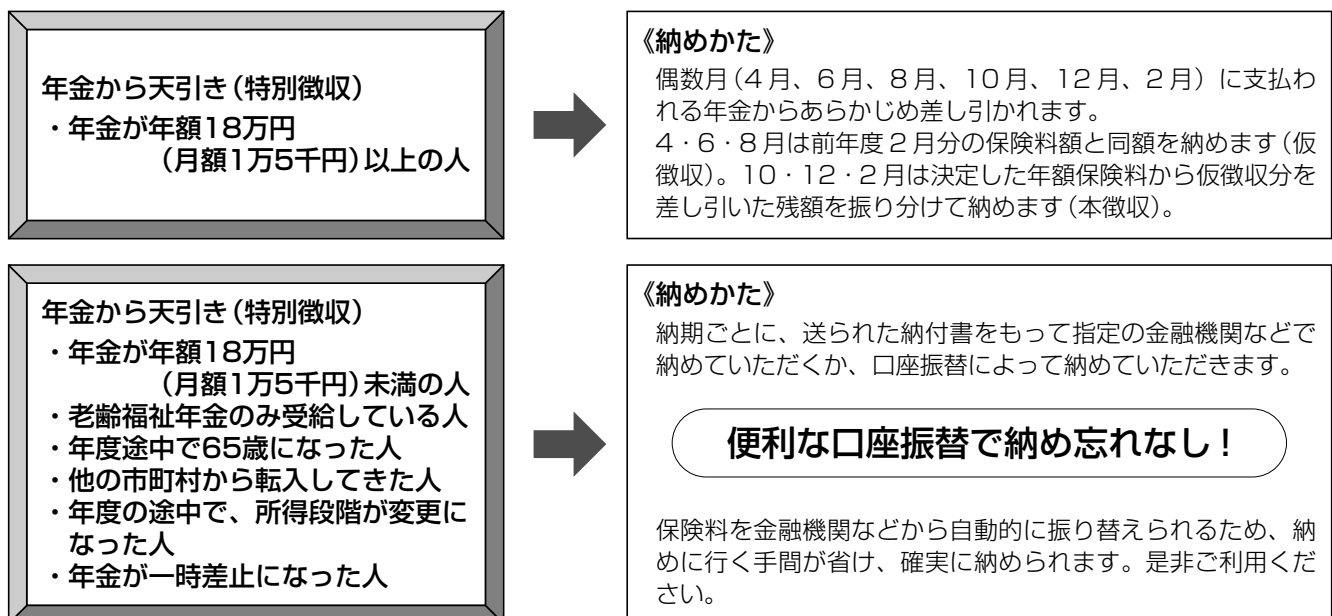 年金から天引き(特別徴収)
・年金が年額18万円
(月額1万5千円)以上の人
《納めかた》
偶数月(4月、6月、8月、10月、12月、2月)に支払わ
れる年金からあらかじめ差し引かれます。
4・6・8月は前年度2月分の保険料額と同額を納めます(仮
徴収)。10・12・2月は決定した年額保険料から仮徴収分を
差し引いた残額を振り分けて納めます(本徴収)。
年金から天引き(特別徴収)
・年金が年額18万円
(月額1万5千円)未満の人
・老齢福祉年金のみ受給している人
・年度途中で65歳になった人
・他の市町村から転入してきた人
・年度の途中で、所得段階が変更に
なった人
・年金が一時差止になった人
《納めかた》
納期ごとに、送られた納付書をもって指定の金融機関などで
納めていただくか、口座振替によって納めていただきます。
便利な口座振替で納め忘れなし!
保険料を金融機関などから自動的に振り替えられるため、納
めに行く手間が省け、確実に納められます。是非ご利用くだ
さい。